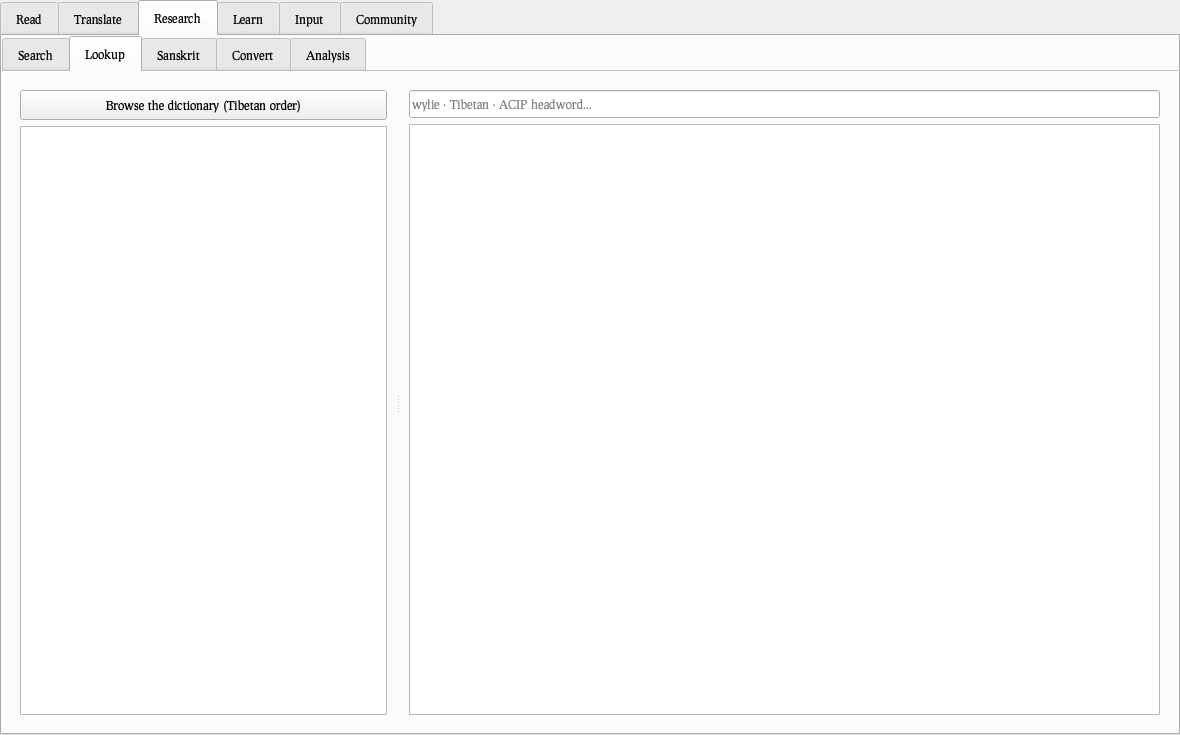 Read Translate Research Learn Input Community
Search Lookup Sanskrit Convert Analysis
Browse the dictionary (Tibetan order)
wylie · Tibetan · ACIP headword...